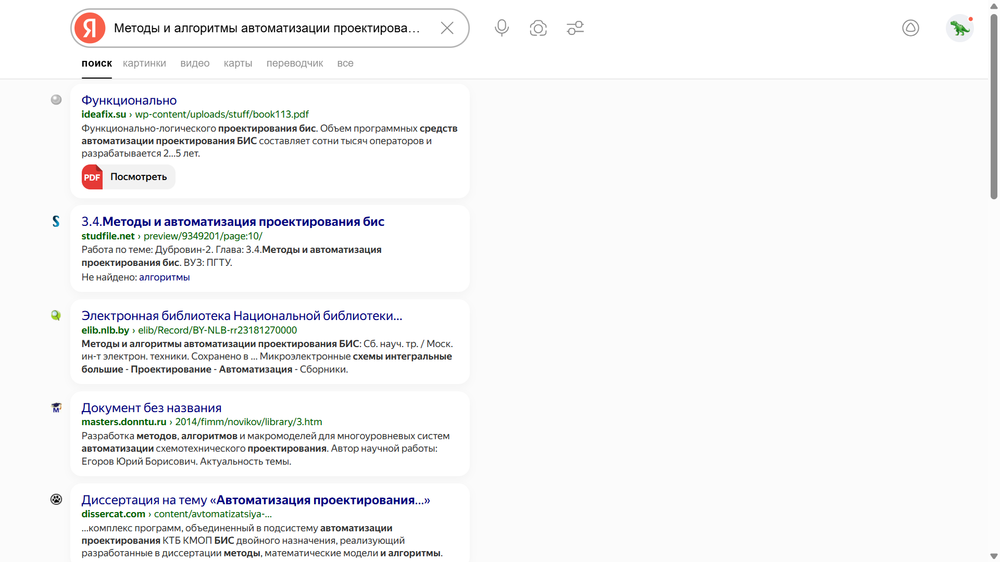 Я Методы и алгоритмы автоматизации проектирова…
поиск картинки видео карты переводчик все
Функционально
ideafix.su › wp-content/uploads/stuff/book113.pdf
Функционально-логического проектирования бис. Объем программных средств
автоматизации проектирования БИС составляет сотни тысяч операторов и
разрабатывается 2...5 лет.
PDF Посмотреть
3.4.Методы и автоматизация проектирования бис
studfile.net › preview/9349201/page:10/
Работа по теме: Дубровин-2. Глава: 3.4.Методы и автоматизация
проектирования бис. ВУЗ: ПГТУ.
Не найдено: алгоритмы
Электронная библиотека Национальной библиотеки...
elib.nlb.by › elib/Record/BY-NLB-rr23181270000
Методы и алгоритмы автоматизации проектирования БИС: Сб. науч. тр. / Моск.
ин-т электрон. техники. Сохранено в ... Микроэлектронные схемы интегральные
большие - Проектирование - Автоматизация - Сборники.
Документ без названия
masters.donntu.ru › 2014/fimm/novikov/library/3.htm
Разработка методов, алгоритмов и макромоделей для многоуровневых систем
автоматизации схемотехнического проектирования. Автор научной работы:
Егоров Юрий Борисович. Актуальность темы.
Диссертация на тему «Автоматизация проектирования...»
dissercat.com › content/avtomatizatsiya-...
...комплекс программ, объединенный в подсистему автоматизации
проектирования КТБ КМОП БИС двойного назначения, реализующий
разработанные в диссертации методы, математические модели и алгоритмы.